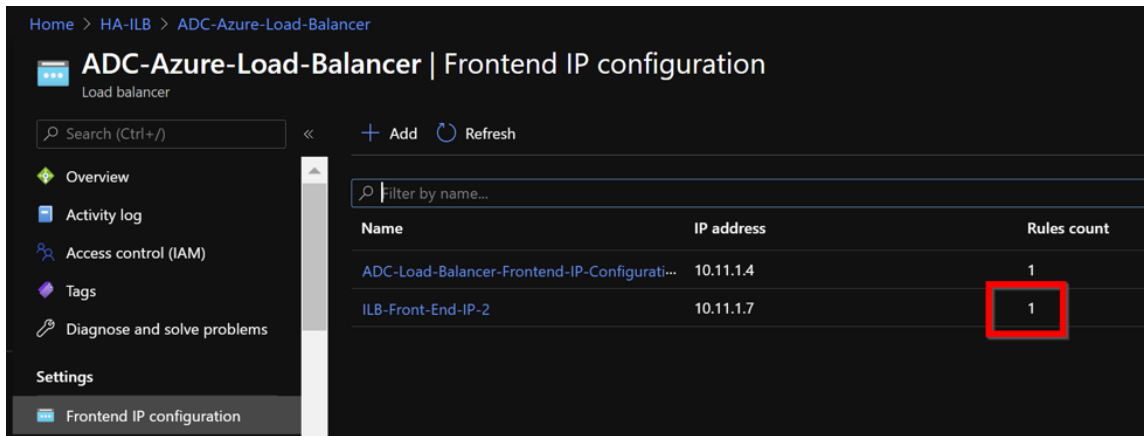 Home > HA-ILB > ADC-Azure-Load-Balancer
ADC-Azure-Load-Balancer | Frontend IP configuration
Load balancer
Search (Ctrl+/)
«
+ Add Refresh
Overview
Activity log
Access control (IAM)
Tags
Diagnose and solve problems
Settings
Frontend IP configuration
Filter by name...
Name IP address Rules count
ADC-Load-Balancer-Frontend-IP-Configurati... 10.11.1.4 1
ILB-Front-End-IP-2 10.11.1.7 1